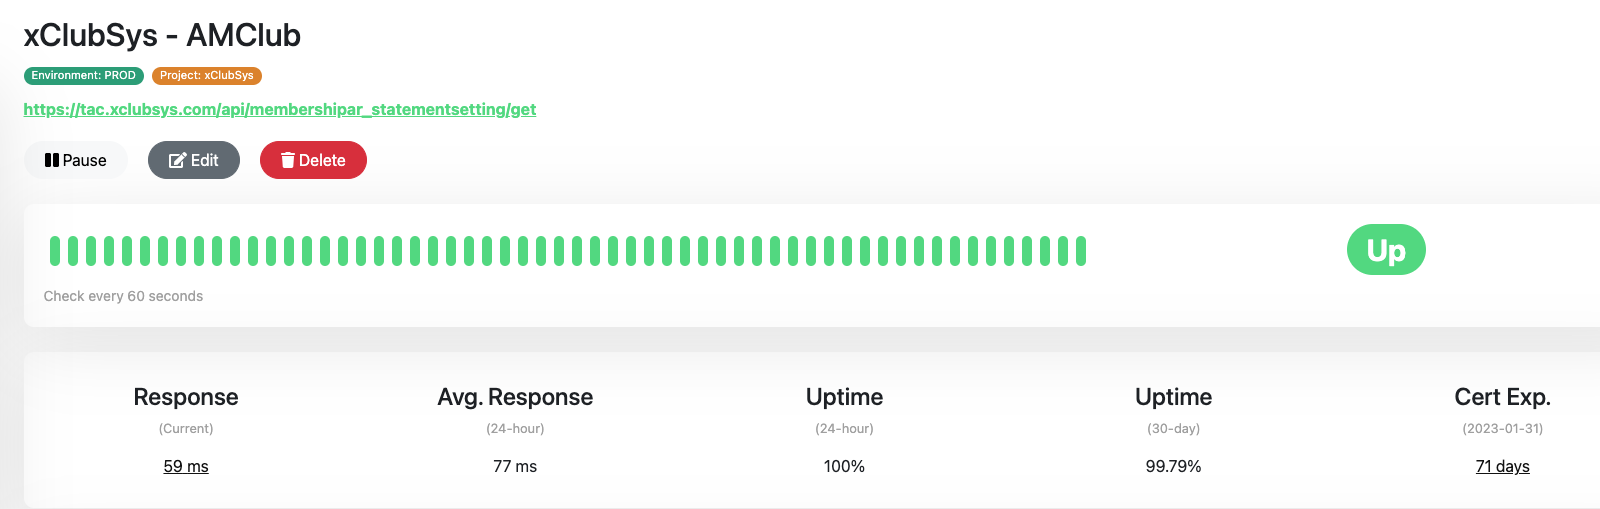 xClubSys - AMClub
Environment: PROD Project: xClubSys
https://tac.xclubsys.com/api/membershipar_statementsetting/get
Pause Edit Delete
Up
Check every 60 seconds
Response Avg. Response Uptime Uptime Cert Exp.
(Current) (24-hour) (24-hour) (30-day) (2023-01-31)
59 ms 77 ms 100% 99.79% 71 days